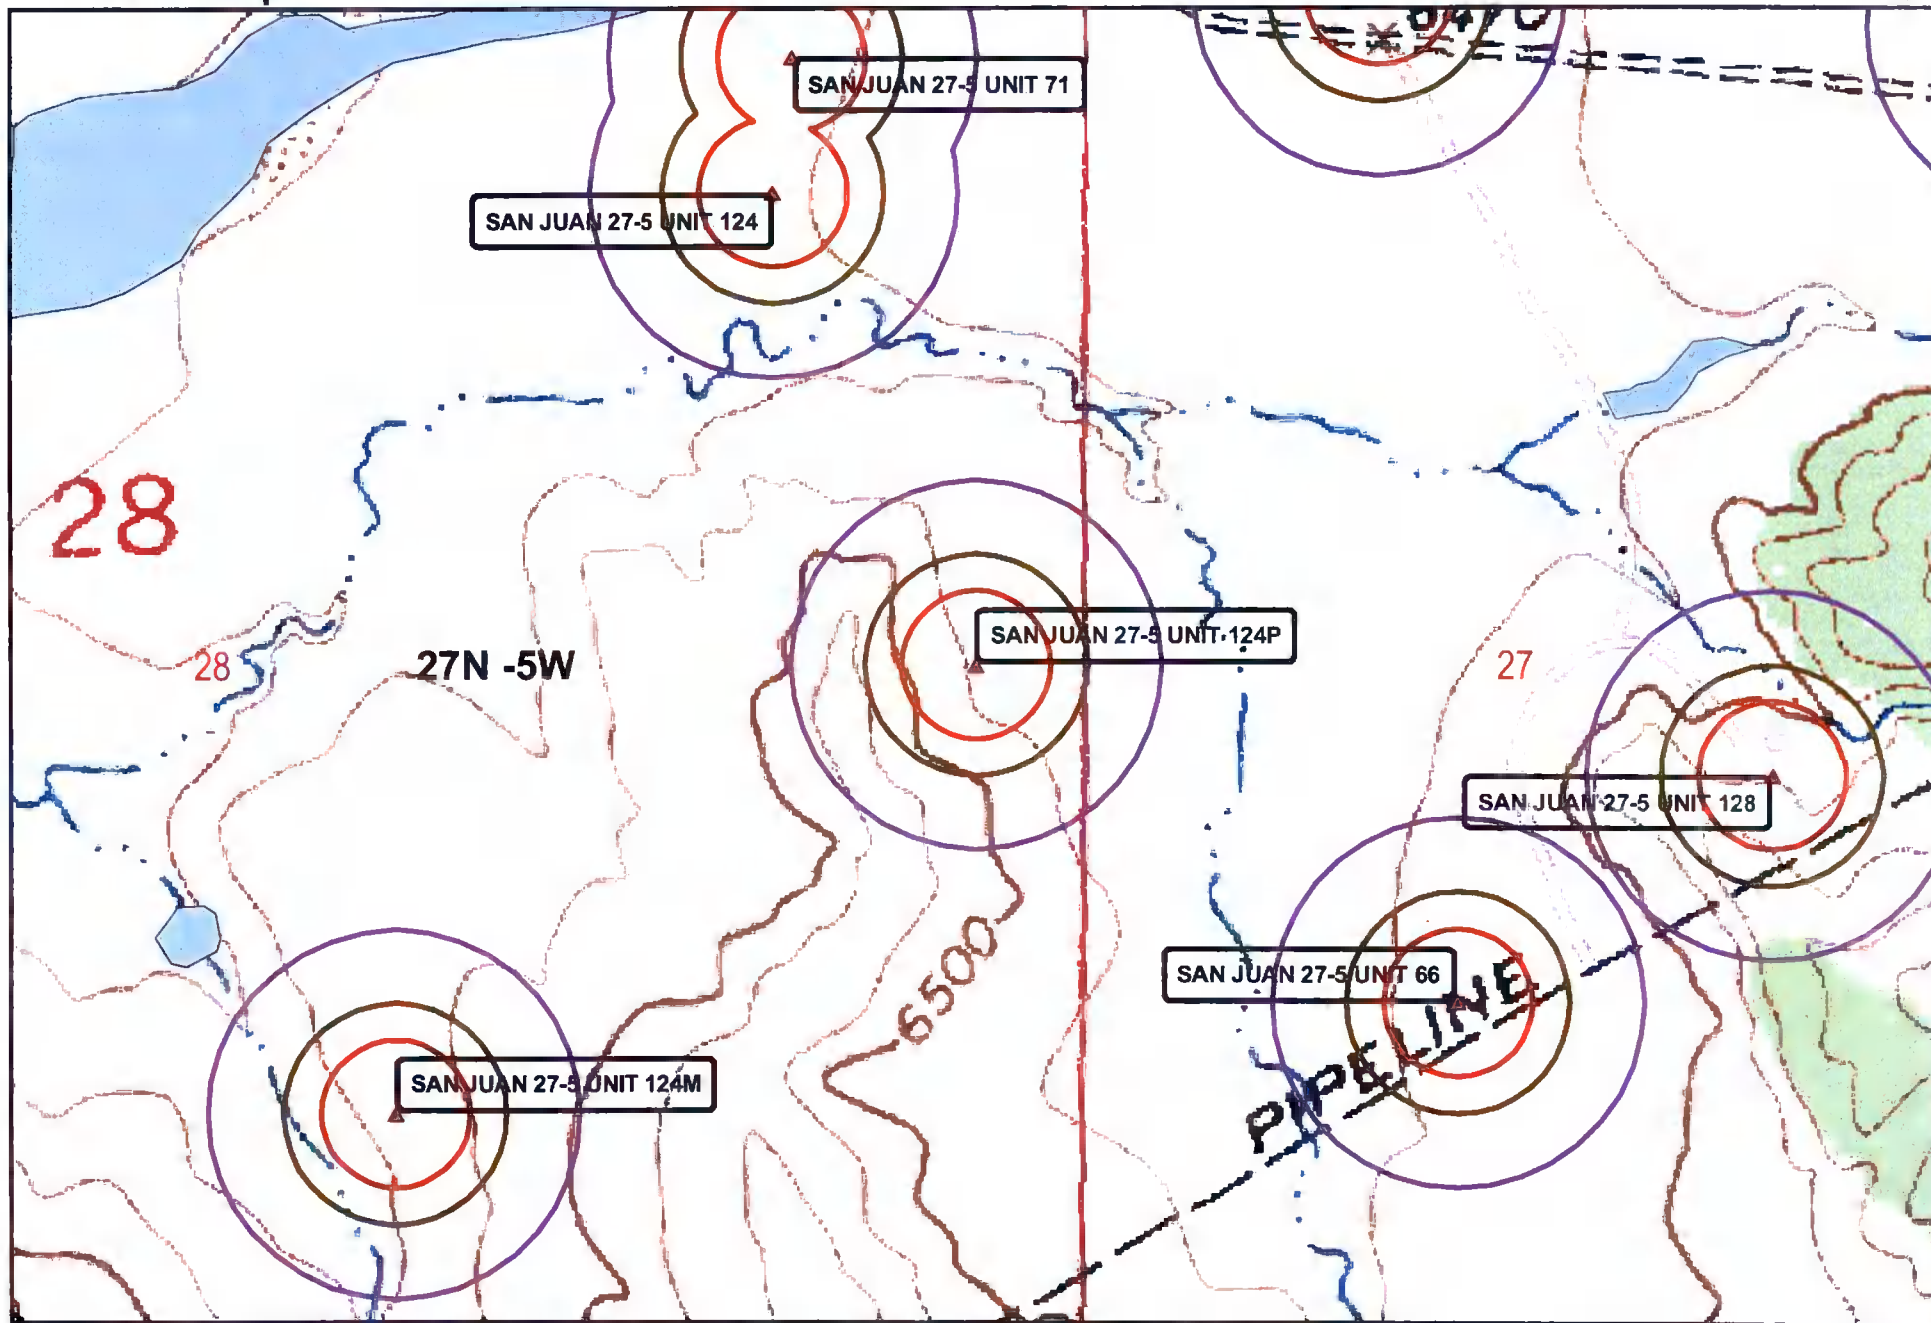 SAN JUAN 27-5 UNIT 71
SAN JUAN 27-5 UNIT 124
28
SAN JUAN 27-5 UNIT 124P
28
27N -5W
27
SAN JUAN 27-5 UNIT 128
6500
SAN JUAN 27-5 UNIT 66
PIPELINE
SAN JUAN 27-5 UNIT 124M